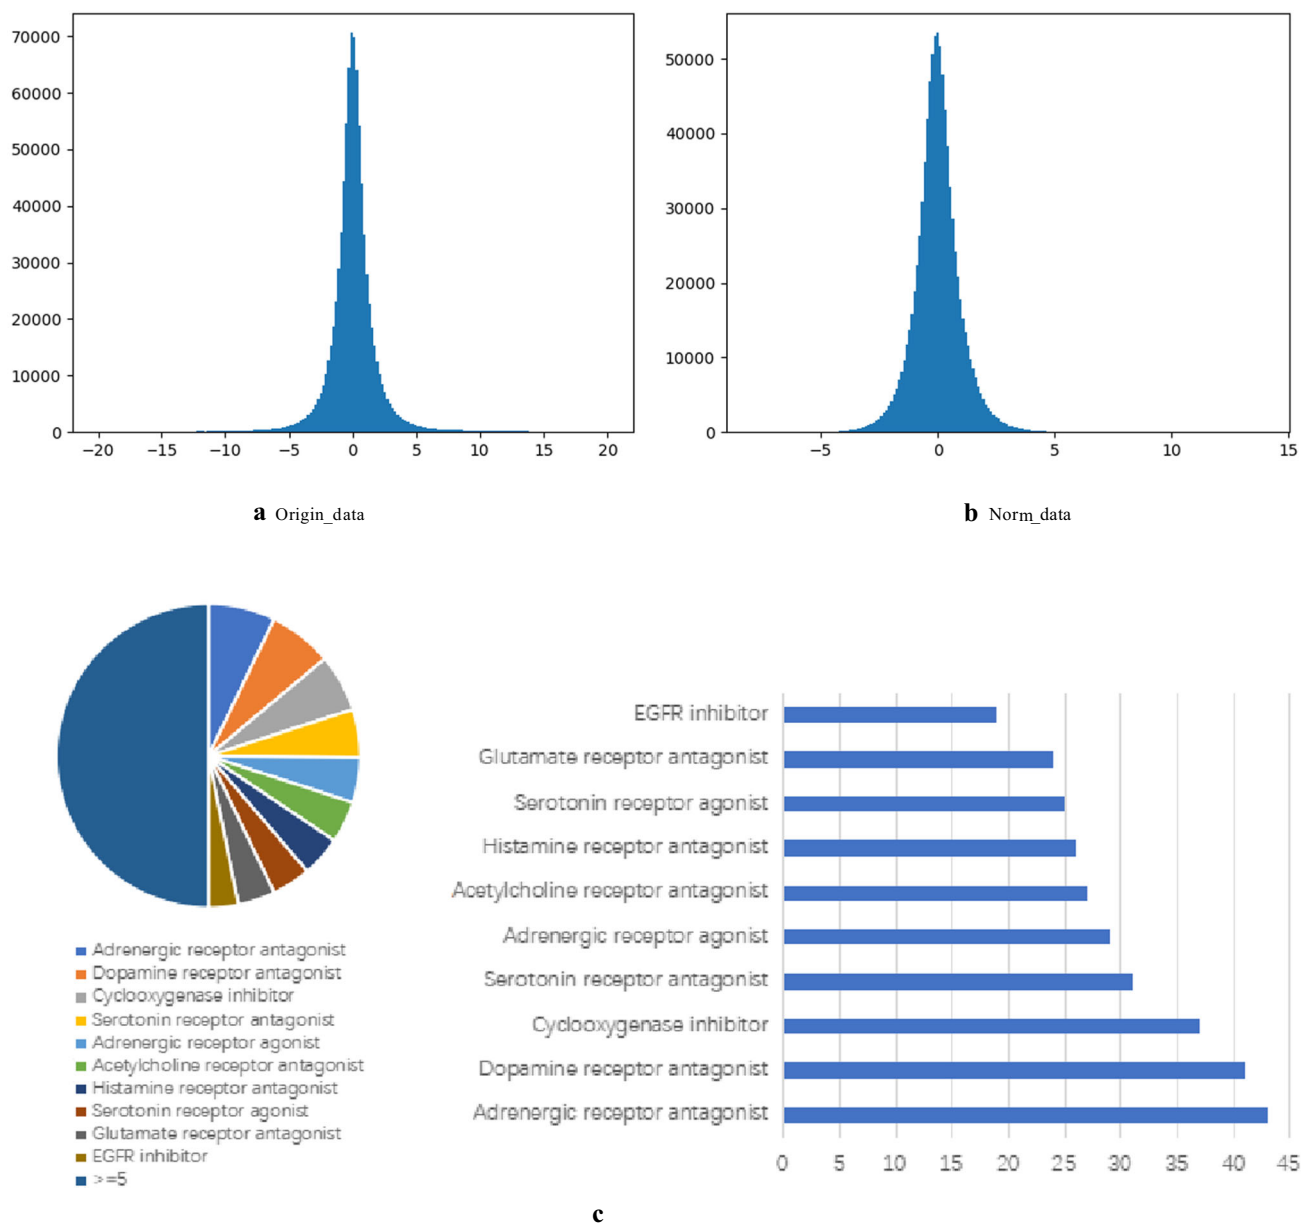 70000
60000
50000
40000
30000
20000
10000
0
−20 −15 −10 −5 0 5 10 15 20
50000
40000
30000
20000
10000
0
−5 0 5 10 15
a Origin_data
b Norm_data
Adrenergic receptor antagonist
Dopamine receptor antagonist
Cyclooxygenase inhibitor
Serotonin receptor antagonist
Adrenergic receptor agonist
Acetylcholine receptor antagonist
Histamine receptor antagonist
Serotonin receptor agonist
Glutamate receptor antagonist
EGFR inhibitor
>=5
EGFR inhibitor
Glutamate receptor antagonist
Serotonin receptor agonist
Histamine receptor antagonist
Acetylcholine receptor antagonist
Adrenergic receptor agonist
Serotonin receptor antagonist
Cyclooxygenase inhibitor
Dopamine receptor antagonist
Adrenergic receptor antagonist
0 5 10 15 20 25 30 35 40 45
c